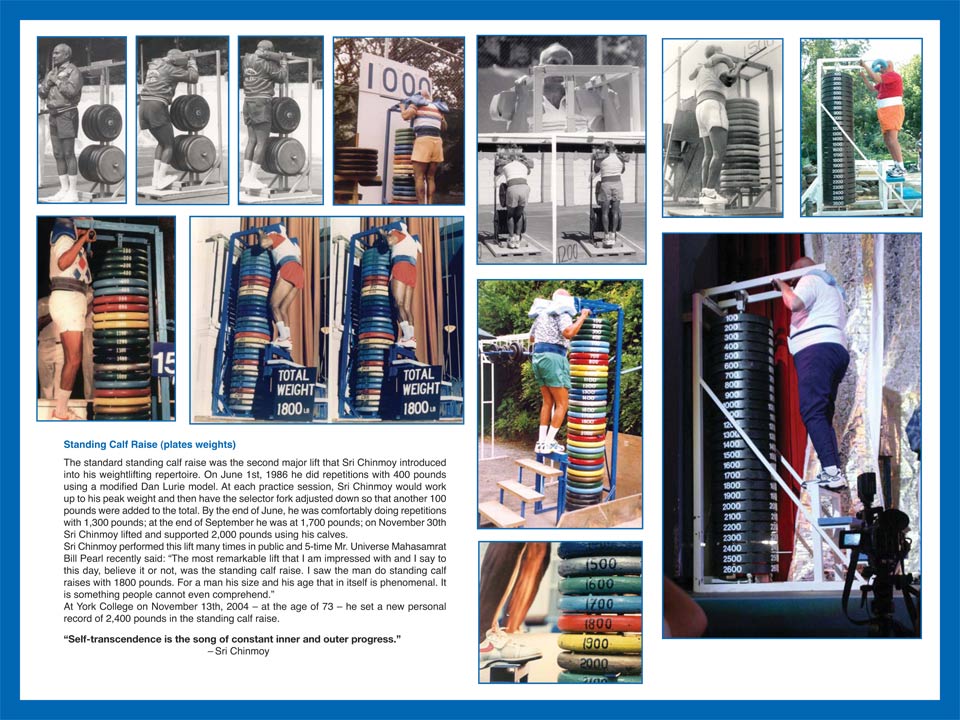 1000
1200
1500
15
TOTAL
WEIGHT
1800 LB
TOTAL
WEIGHT
1800 LB
100
200
300
400
500
600
700
800
900
1000
1100
1200
1300
1400
1500
1600
1700
1800
1900
2000
2100
2200
2300
2400
2500
2600
1500
1600
1700
1800
1900
2000
Standing Calf Raise (plates weights)
The standard standing calf raise was the second major lift that Sri Chinmoy introduced
into his weightlifting repertoire. On June 1st, 1986 he did repetitions with 400 pounds
using a modified Dan Lurie model. At each practice session, Sri Chinmoy would work
up to his peak weight and then have the selector fork adjusted down so that another 100
pounds were added to the total. By the end of June, he was comfortably doing repetitions
with 1,300 pounds; at the end of September he was at 1,700 pounds; on November 30th
Sri Chinmoy lifted and supported 2,000 pounds using his calves.
Sri Chinmoy performed this lift many times in public and 5-time Mr. Universe Mahasamrat
Bill Pearl recently said: “The most remarkable lift that I am impressed with and I say to
this day, believe it or not, was the standing calf raise. I saw the man do standing calf
raises with 1800 pounds. For a man his size and his age that in itself is phenomenal. It
is something people cannot even comprehend.”
At York College on November 13th, 2004 – at the age of 73 – he set a new personal
record of 2,400 pounds in the standing calf raise.
“Self-transcendence is the song of constant inner and outer progress.”
– Sri Chinmoy